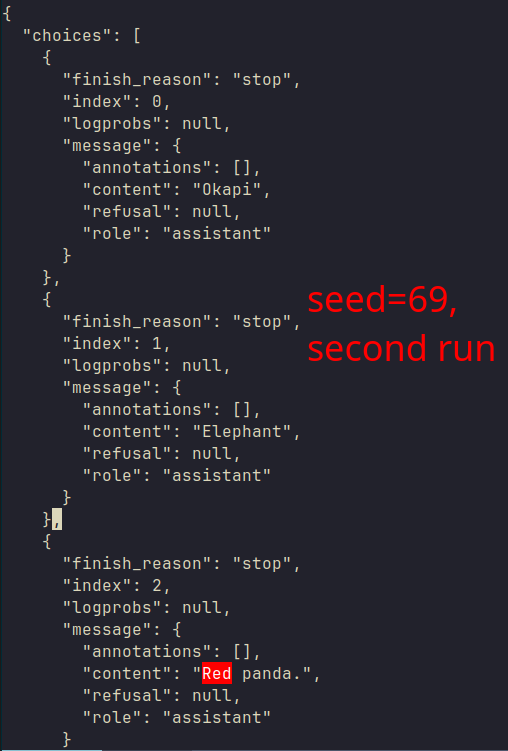 {
  "choices": [
    {
      "finish_reason": "stop",
      "index": 0,
      "logprobs": null,
      "message": {
        "annotations": [],
        "content": "Okapi",
        "refusal": null,
        "role": "assistant"
      }
    },
    {
      "finish_reason": "stop",
      "index": 1,
      "logprobs": null,
      "message": {
        "annotations": [],
        "content": "Elephant",
        "refusal": null,
        "role": "assistant"
      }
    },
    {
      "finish_reason": "stop",
      "index": 2,
      "logprobs": null,
      "message": {
        "annotations": [],
        "content": "Red panda.",
        "refusal": null,
        "role": "assistant"
      }
seed=69,
second run